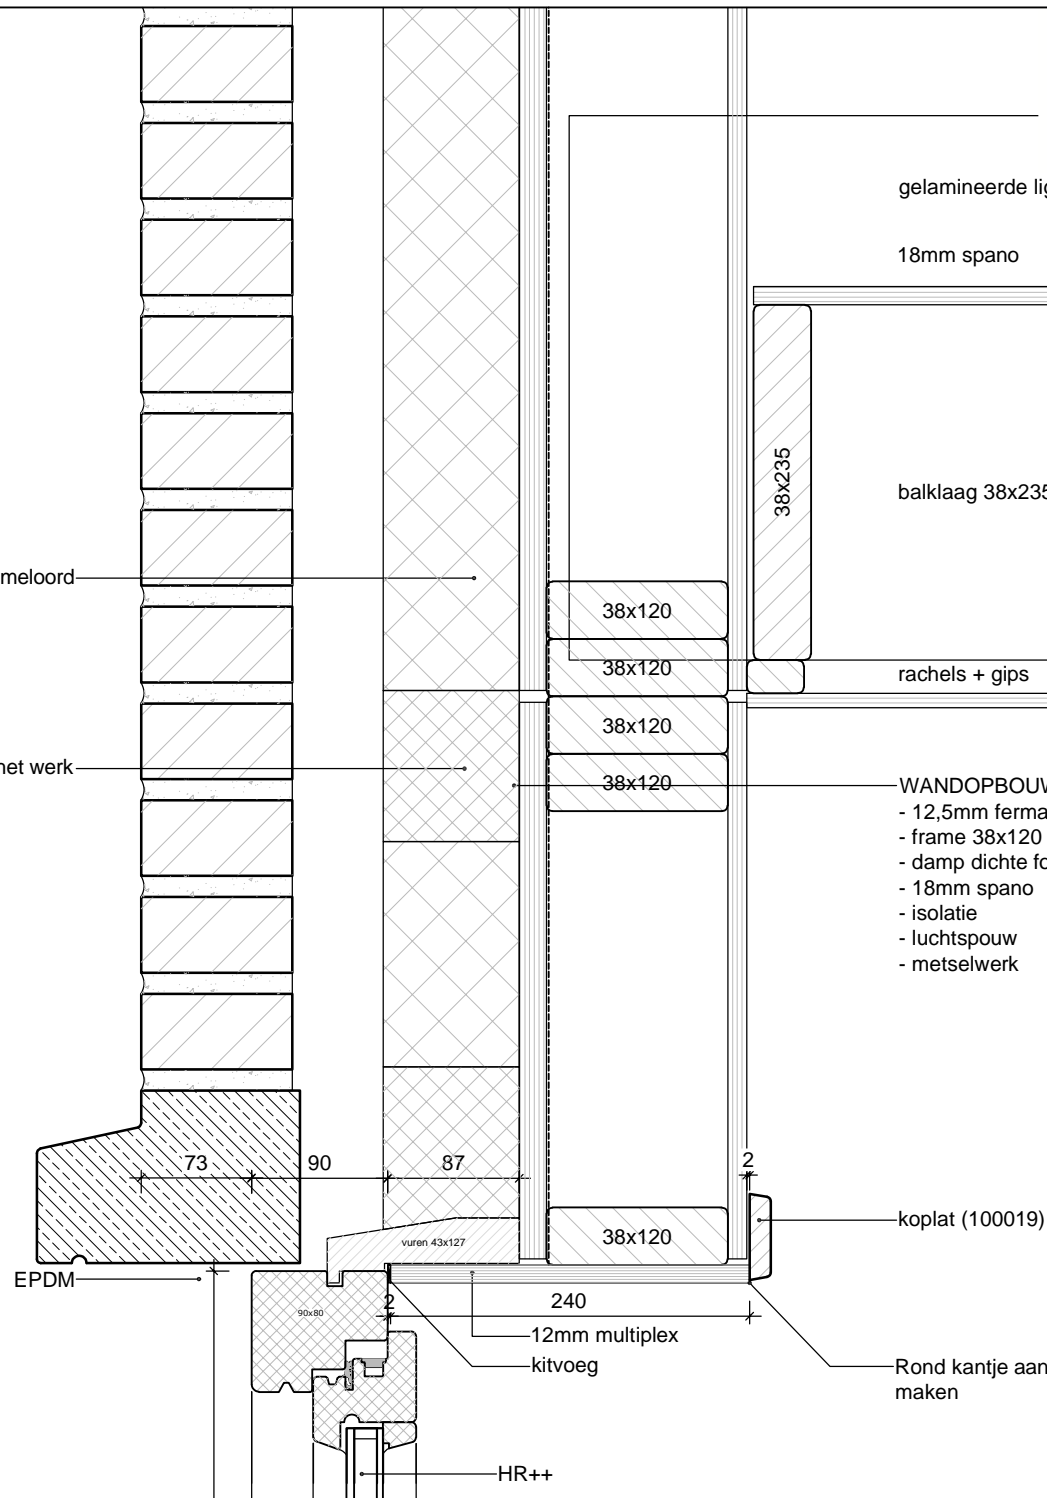 gelamineerde lig
18mm spano
38x235
balklaag 38x235
meloord
38x120
38x120
rachels + gips
38x120
net werk
38x120
WANDOPBOUW
- 12,5mm ferma
- frame 38x120
- damp dichte fo
- 18mm spano
- isolatie
- luchtspouw
- metselwerk
73
90
87
2
koplat (100019)
vuren 43x127
38x120
EPDM
90x80
2
240
12mm multiplex
kitvoeg
Rond kantje aan
maken
HR++